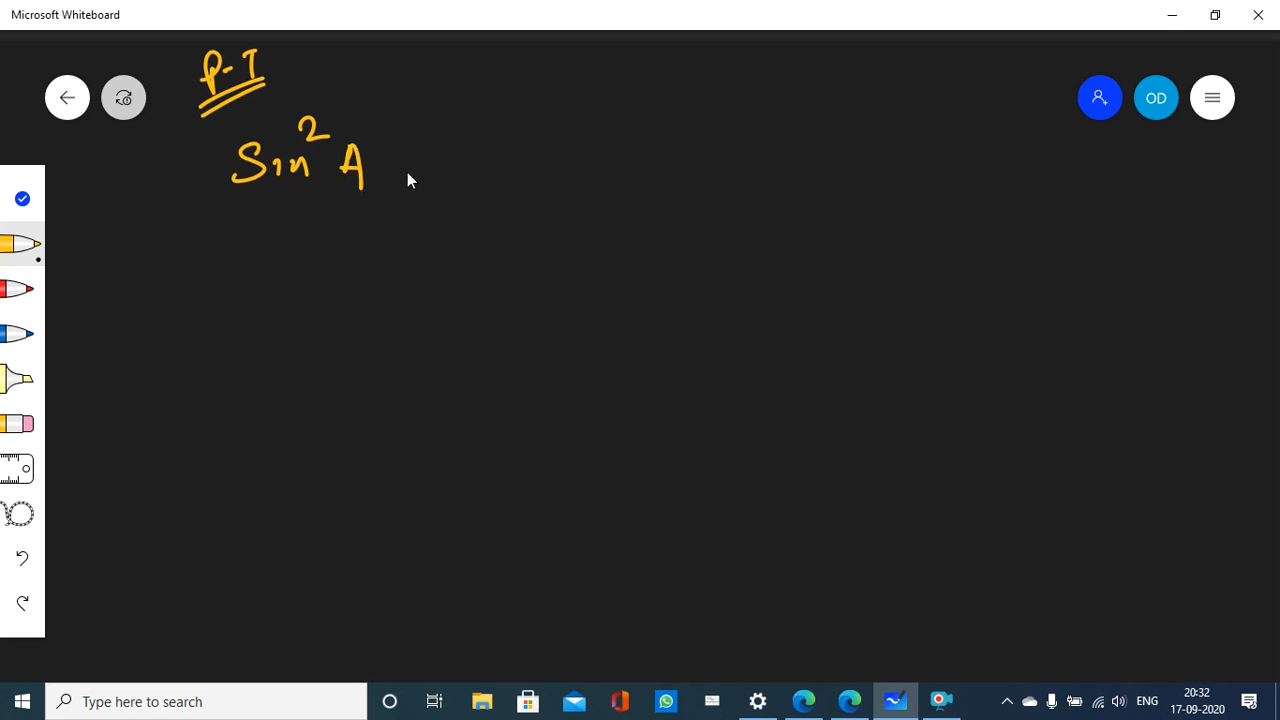 Microsoft Whiteboard
P-T
OD
Sin² A
Type here to search
ENG
20:32
17-09-2020